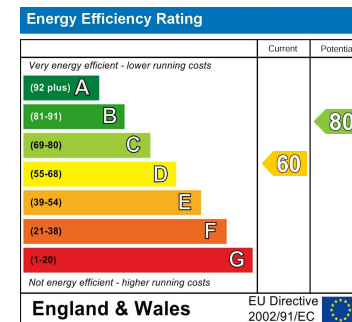 Energy Efficiency Rating
Current Potentia
Very energy efficient - lower running costs
(92 plus) A
(81-91) B
80
(69-80) C
(55-68) D
60
(39-54) E
(21-38) F
(1-20) G
Not energy efficient - higher running costs
England & Wales
EU Directive
2002/91/EC